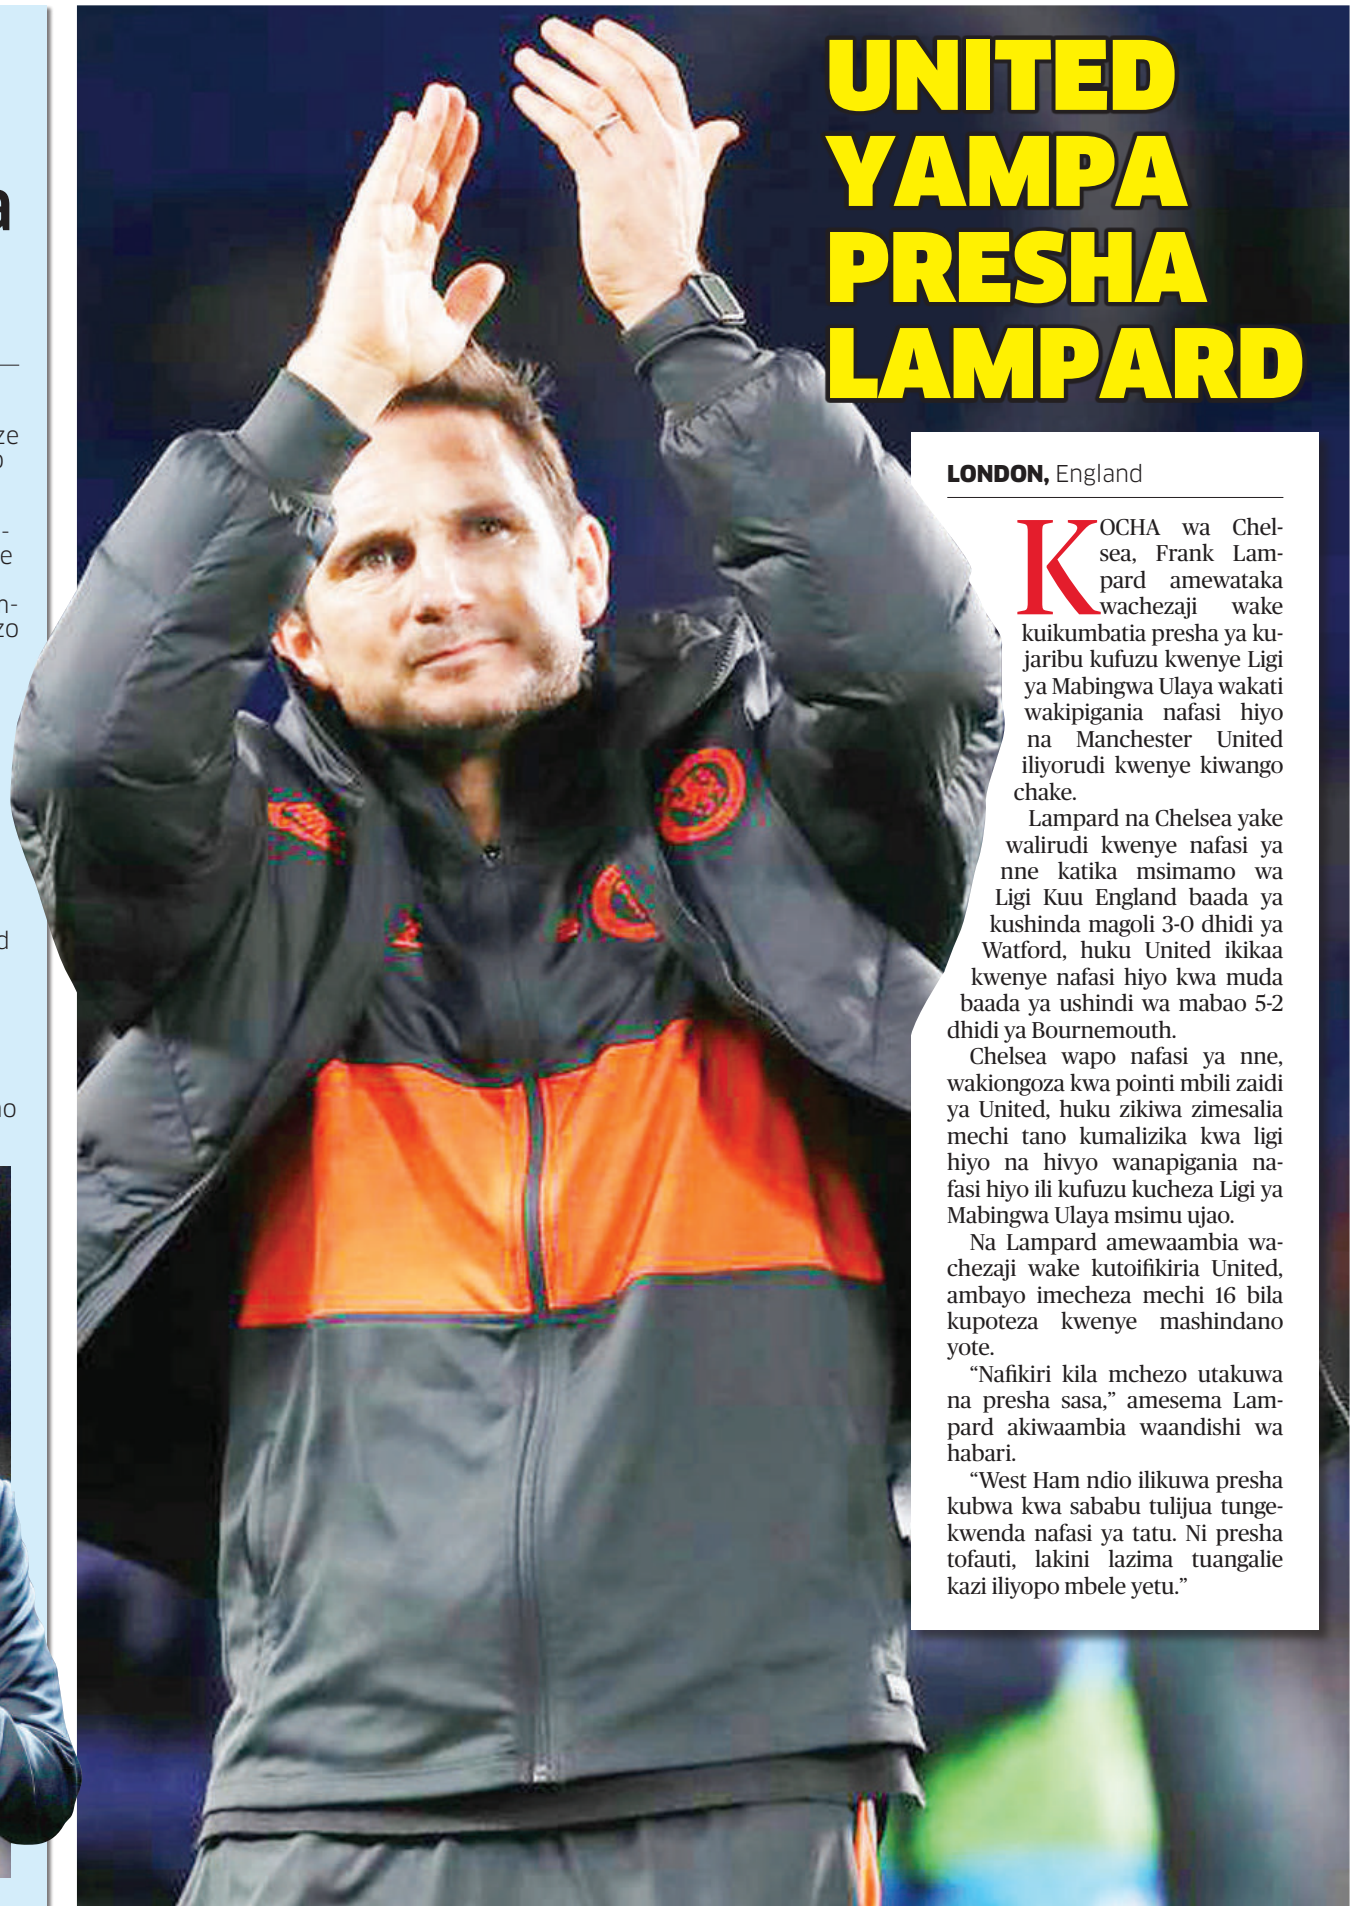 UNITED
YAMPA
PRESHA
LAMPARD
LONDON, England
KOCHA wa Chel-
sea, Frank Lam-
pard amewataka
wachezaji wake
kuikumbatia presha ya ku-
jaribu kufuzu kwenye Ligi
ya Mabingwa Ulaya wakati
wakipigania nafasi hiyo
na Manchester United
iliyorudi kwenye kiwango
chake.
Lampard na Chelsea yake
walirudi kwenye nafasi ya
nne katika msimamo wa
Ligi Kuu England baada ya
kushinda magoli 3-0 dhidi ya
Watford, huku United ikikaa
kwenye nafasi hiyo kwa muda
baada ya ushindi wa mabao 5-2
dhidi ya Bournemouth.
Chelsea wapo nafasi ya nne,
wakiongoza kwa pointi mbili zaidi
ya United, huku zikiwa zimesalia
mechi tano kumalizika kwa ligi
hiyo na hivyo wanapigania na-
fasi hiyo ili kufuzu kucheza Ligi ya
Mabingwa Ulaya msimu ujao.
Na Lampard amewaambia wa-
chezaji wake kutoifikiria United,
ambayo imecheza mechi 16 bila
kupoteza kwenye mashindano
yote.
“Nafikiri kila mchezo utakuwa
na presha sasa,” amesema Lam-
pard akiwaambia waandishi wa
habari.
“West Ham ndio ilikuwa presha
kubwa kwa sababu tulijua tunge-
kwenda nafasi ya tatu. Ni presha
tofauti, lakini lazima tuangalie
kazi iliyopo mbele yetu.”